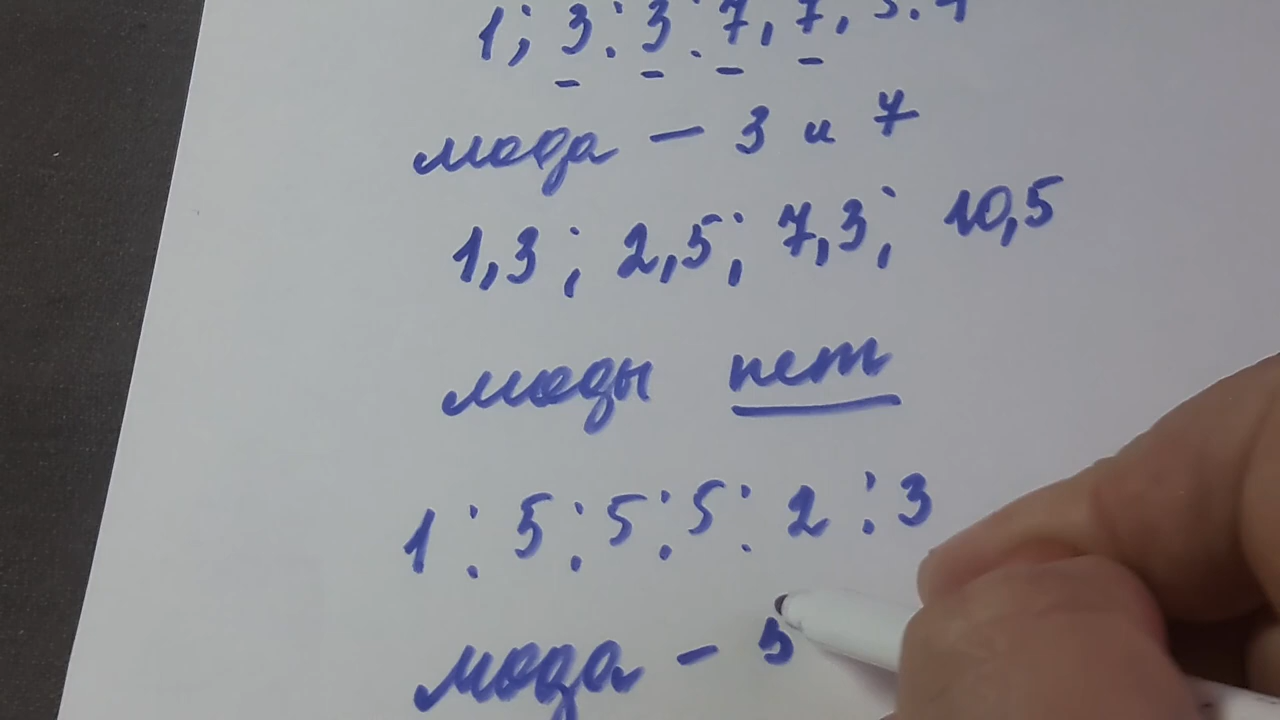 1; 3; 3; 7; 7;
мода — 3 и 7
1,3; 2,5; 7,3; 10,5
моды нет
1; 5; 5; 5; 2; 3
мода — 5